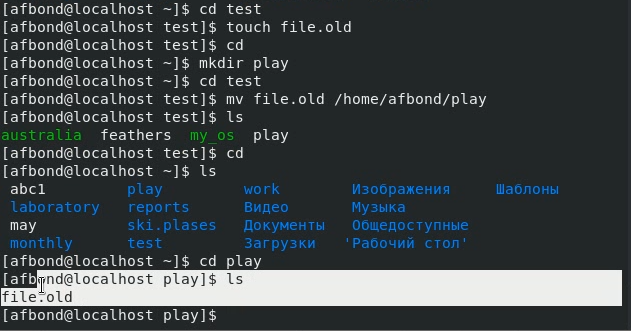 [afbond@localhost ~]$ cd test
[afbond@localhost test]$ touch file.old
[afbond@localhost test]$ cd
[afbond@localhost ~]$ mkdir play
[afbond@localhost ~]$ cd test
[afbond@localhost test]$ mv file.old /home/afbond/play
[afbond@localhost test]$ ls
australia  feathers  my_os  play
[afbond@localhost test]$ cd
[afbond@localhost ~]$ ls
abc1 play work Изображения Шаблоны
laboratory reports Видео Музыка
may ski.plases Документы Общедоступные
monthly test Загрузки 'Рабочий стол'
[afbond@localhost ~]$ cd play
[afbond@localhost play]$ ls
file.old
[afbond@localhost play]$